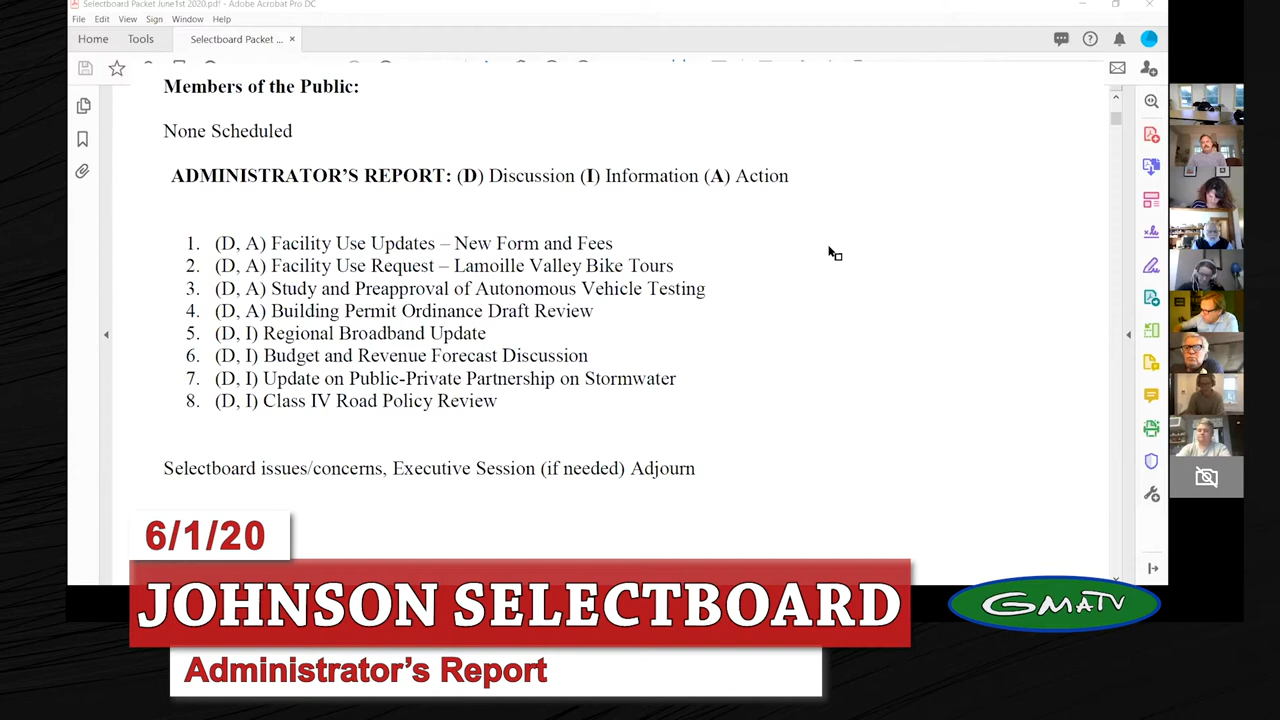 Selectboard Packet June1st 2020.pdf - Adobe Acrobat Pro DC
File Edit View Sign Window Help
Home Tools Selectboard Packet ... ×
Members of the Public:
None Scheduled
ADMINISTRATOR'S REPORT: (D) Discussion (I) Information (A) Action
1. (D, A) Facility Use Updates – New Form and Fees
2. (D, A) Facility Use Request – Lamoille Valley Bike Tours
3. (D, A) Study and Preapproval of Autonomous Vehicle Testing
4. (D, A) Building Permit Ordinance Draft Review
5. (D, I) Regional Broadband Update
6. (D, I) Budget and Revenue Forecast Discussion
7. (D, I) Update on Public-Private Partnership on Stormwater
8. (D, I) Class IV Road Policy Review
Selectboard issues/concerns, Executive Session (if needed) Adjourn
6/1/20
JOHNSON SELECTBOARD
GMATV
Administrator's Report